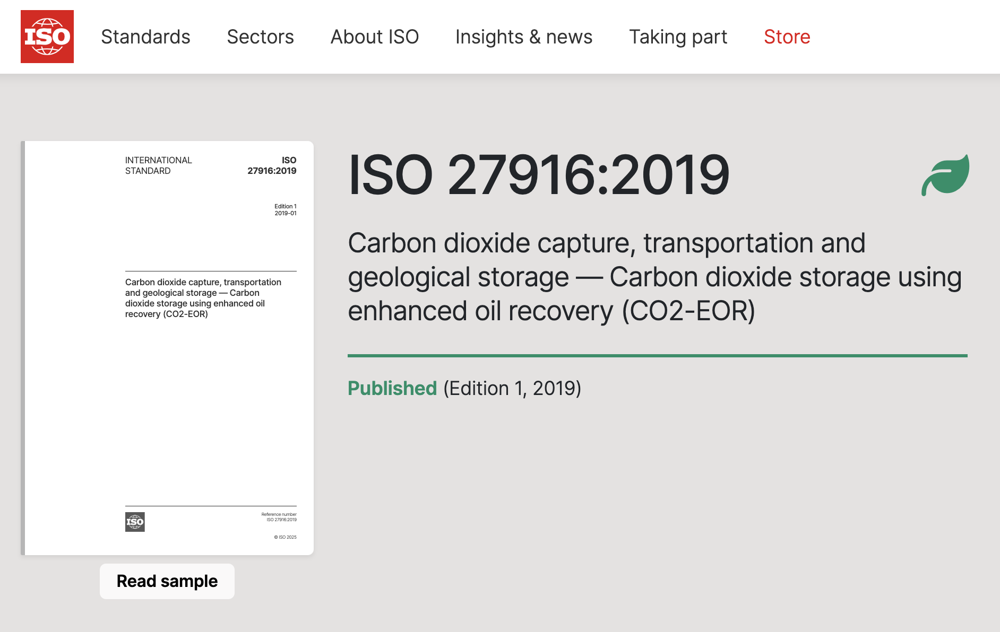 ISO
Standards
Sectors
About ISO
Insights & news
Taking part
Store
INTERNATIONAL
STANDARD
ISO
27916:2019
Edition 1
2019-01
Carbon dioxide capture, transportation
and geological storage — Carbon
dioxide storage using enhanced oil
recovery (CO2-EOR)
ISO
Reference number
ISO 27916:2019
© ISO 2025
Read sample
ISO 27916:2019
Carbon dioxide capture, transportation and
geological storage — Carbon dioxide storage using
enhanced oil recovery (CO2-EOR)
Published (Edition 1, 2019)